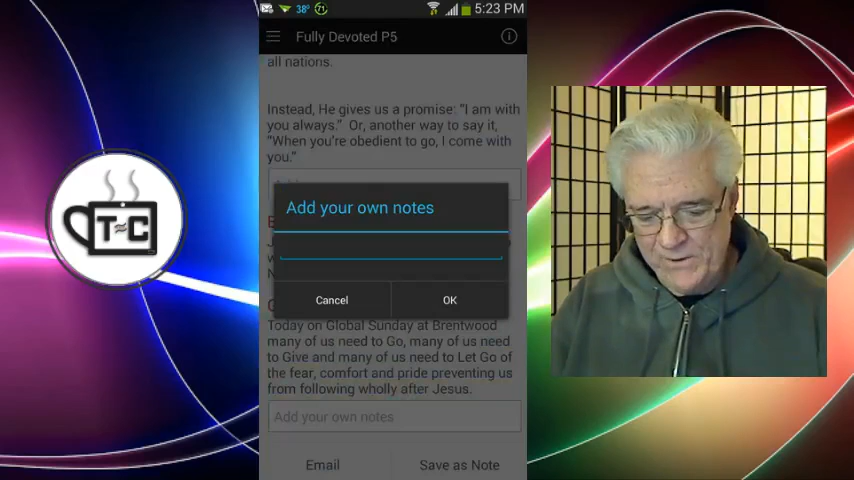 38° 71 5:23 PM
Fully Devoted P5
all nations.
Instead, He gives us a promise: "I am with
you always." Or, another way to say it,
"When you're obedient to go, I come with
you."
Add your own notes
Cancel OK
Today on Global Sunday at Brentwood
many of us need to Go, many of us need
to Give and many of us need to Let Go of
the fear, comfort and pride preventing us
from following wholly after Jesus.
Add your own notes
Email Save as Note
T≈C